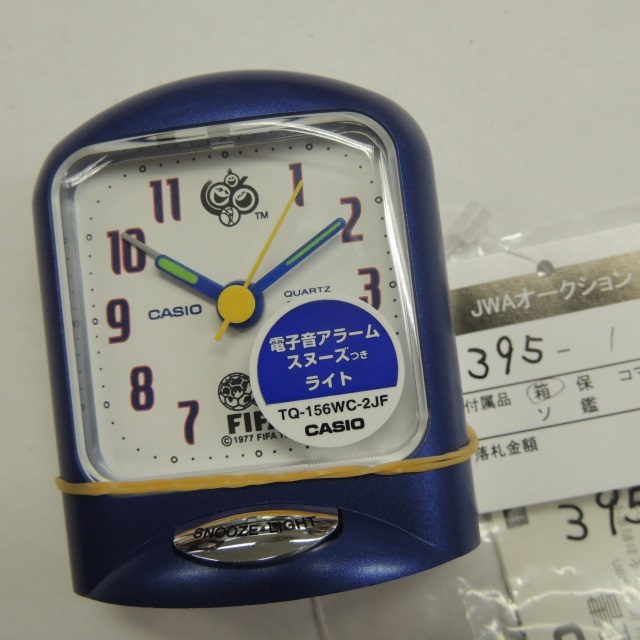 TM
11
1
10
2
9
3
8
7
CASIO
QUARTZ
電子音アラーム
スヌーズつき
ライト
TQ-156WC-2JF
CASIO
FIFA
©1977 FIFA
SNOOZE·LIGHT
JWAオークション
395-1
付属品 箱 保 コマ
ソ 鑑
落札金額
395